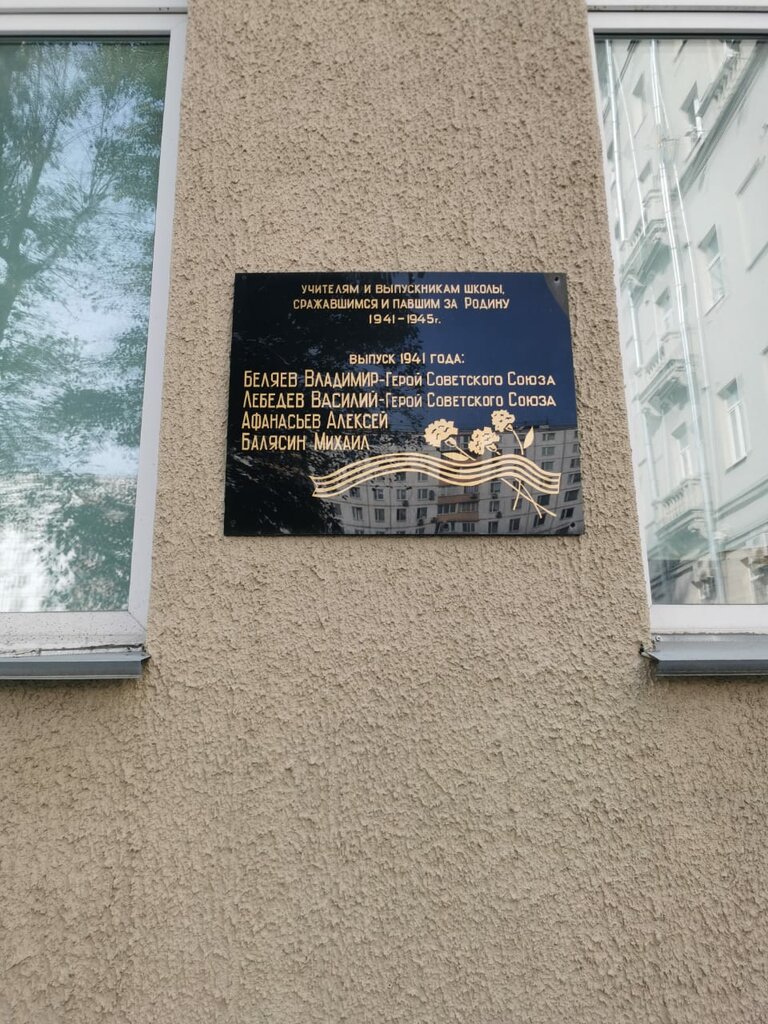 УЧИТЕЛЯМ И ВЫПУСКНИКАМ ШКОЛЫ,
СРАЖАВШИМСЯ И ПАВШИМ ЗА РОДИНУ
1941-1945г.
ВЫПУСК 1941 ГОДА:
БЕЛЯЕВ ВЛАДИМИР-ГЕРОЙ СОВЕТСКОГО СОЮЗА
ЛЕБЕДЕВ ВАСИЛИЙ-ГЕРОЙ СОВЕТСКОГО СОЮЗА
АФАНАСЬЕВ АЛЕКСЕЙ
БАЛЯСИН МИХАИЛ